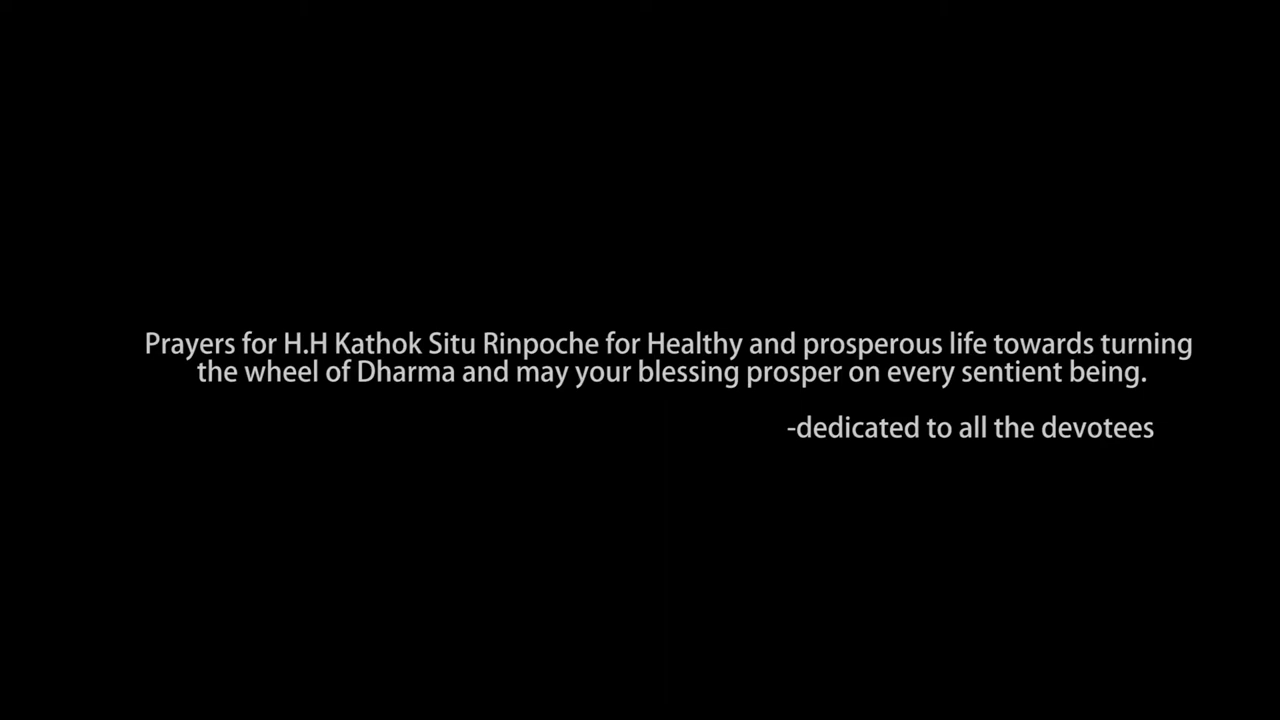 Prayers for H.H Kathok Situ Rinpoche for Healthy and prosperous life towards turning
the wheel of Dharma and may your blessing prosper on every sentient being.
-dedicated to all the devotees